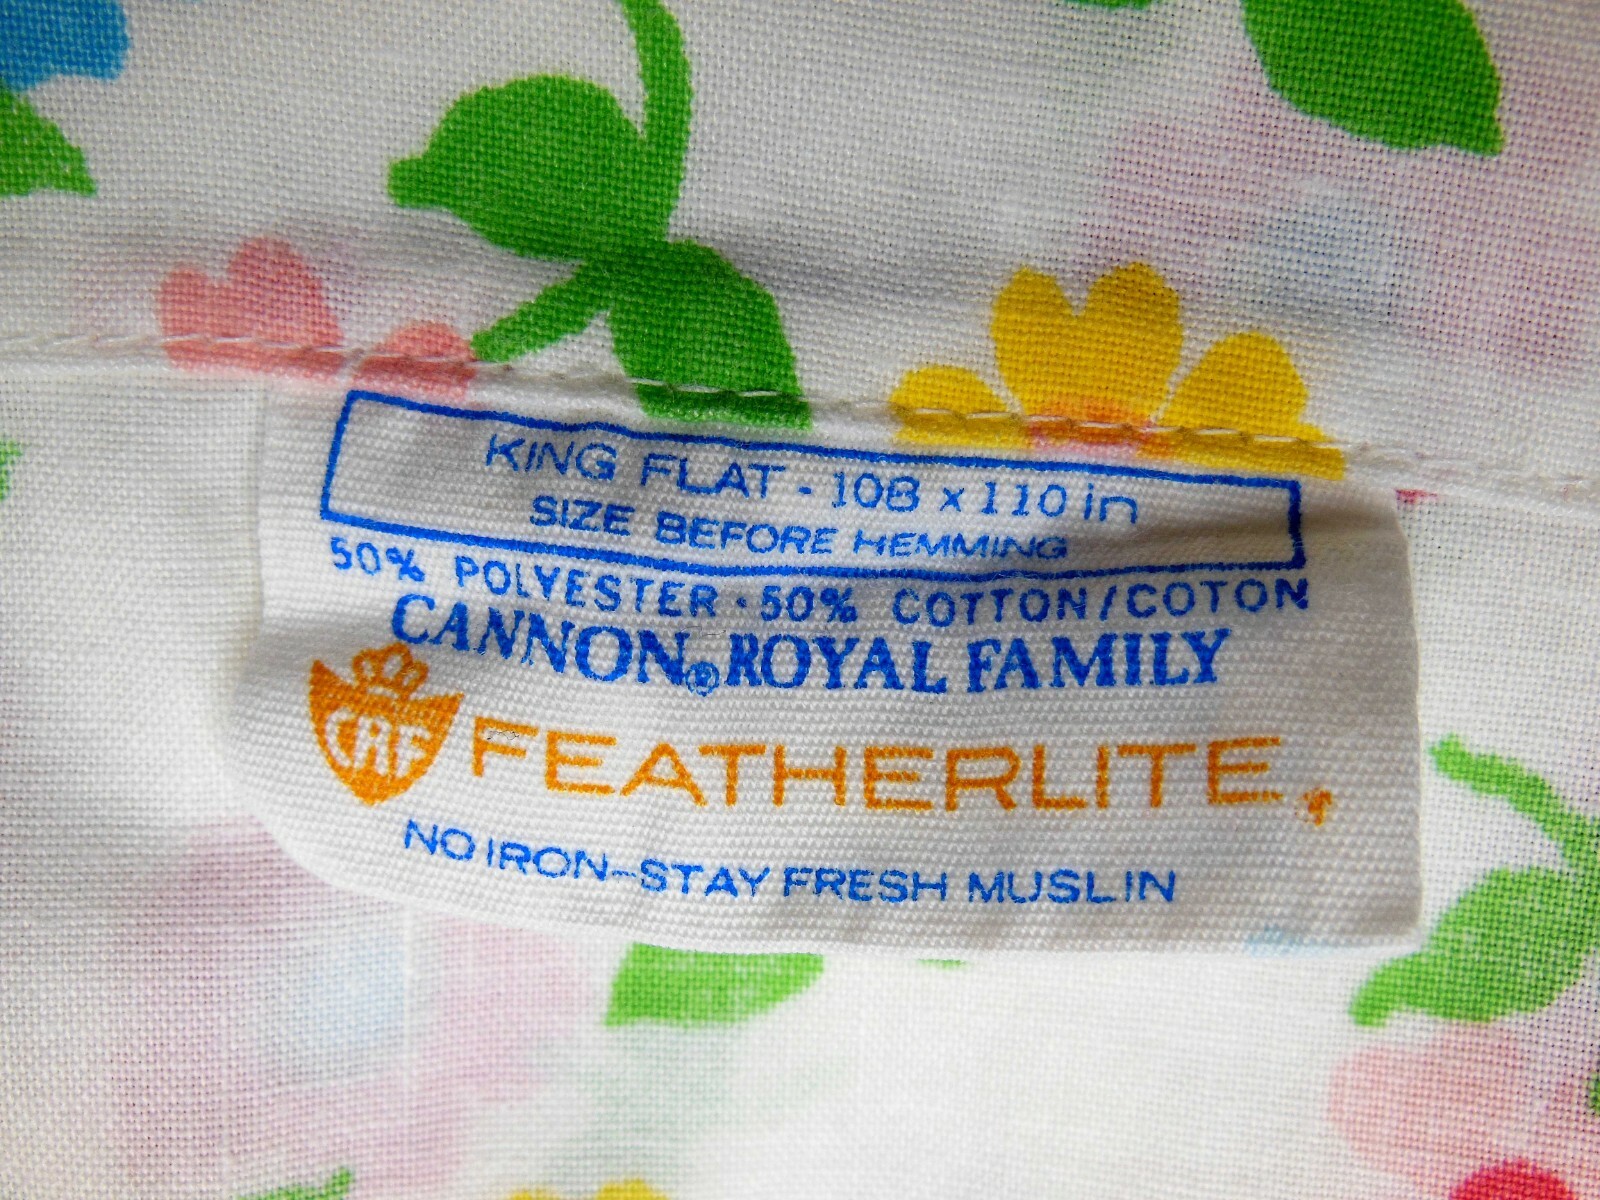 KING FLAT - 108 x 110 in
SIZE BEFORE HEMMING
50% POLYESTER · 50% COTTON/COTON
CANNON® ROYAL FAMILY
CRF FEATHERLITE
NO IRON-STAY FRESH MUSLIN